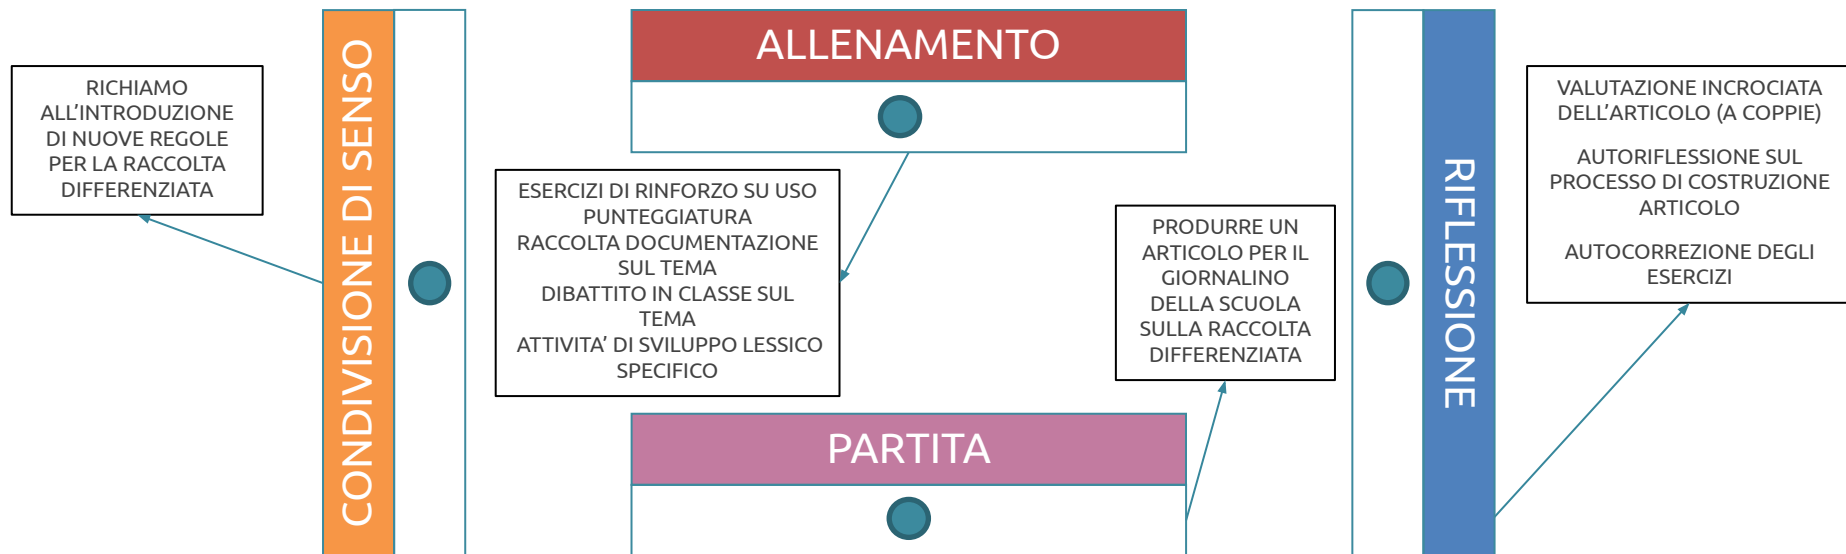 RICHIAMO
ALL’INTRODUZIONE
DI NUOVE REGOLE
PER LA RACCOLTA
DIFFERENZIATA
CONDIVISIONE DI SENSO
ALLENAMENTO
ESERCIZI DI RINFORZO SU USO
PUNTEGGIATURA
RACCOLTA DOCUMENTAZIONE
SUL TEMA
DIBATTITO IN CLASSE SUL
TEMA
ATTIVITA’ DI SVILUPPO LESSICO
SPECIFICO
PARTITA
PRODURRE UN
ARTICOLO PER IL
GIORNALINO
DELLA SCUOLA
SULLA RACCOLTA
DIFFERENZIATA
RIFLESSIONE
VALUTAZIONE INCROCIATA
DELL’ARTICOLO (A COPPIE)
AUTORIFLESSIONE SUL
PROCESSO DI COSTRUZIONE
ARTICOLO
AUTOCORREZIONE DEGLI
ESERCIZI